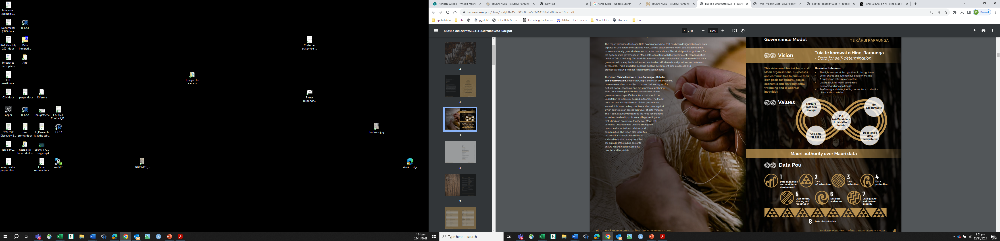 integrated
exemplar...
Document1
(002).docx
R 4.2.3
RA4 Plan July
2021.docx
Data
Integrati...
Customer
statement ...
integrated
exemplar...
App
CBE
questionna...
1 pagers for
canada
CS 4.docx
1 pager .docx
.Rhistory
Please
respond t...
Gephi
R 4.2.2
Thoughts2r...
FY24 SSIF
Contract_D...
FY24 SSIF
Discovery E...
user
stories.docx
AgResearch
is at the tab...
R 4.3.1
hudsons.jpg
ToR_panC...
nzbida ra4
bits end of ...
Scene_4_C...
- Copy.mp4
mlops value
proposition...
Esther
resume.docx
WinSCP
348356111_...
Work - Edge
1:01 pm
25/11/2023
Horizon Europe - What it means
Tawhiti Nuku | Te Kāhui Raraung
New Tab
tahu kuktai - Google Search
Tawhiti Nuku | Te Kāhui Raraung
b8e45c_803c03ffe532414183afc
TMR+Māori+Data+Sovereignty
b8e45c_deaa66400ab741e9a6d
Tahu Kukutai on X: "‼The Māori
kahuiraraunga.io/_files/ugd/b8e45c_803c03ffe532414183afcd8b9ced10dc.pdf
E Paused
spatial data
pls
ggplot2
R for Data Science
Extending the Linea...
UQLab - the Frame...
New folder
Overseer
CoP
b8e45c_803c03ffe532414183afcd8b9ced10dc.pdf
4 / 45
88%
2
3
4
5
6
This report describes the Māori Data Governance Model that has been designed by Māori data
experts for use across the Aotearoa New Zealand public service. Māori data is a taonga that
requires culturally grounded models of protection and care. The Model provides guidance for
the system-wide governance of Māori data, consistent with the Government's responsibilities
under te Tiriti o Waitangi. The Model is intended to assist all agencies to undertake Māori data
governance in a way that is values-led, centred on Māori needs and priorities, and informed
by research. This is important because existing government data processes and
practices are failing to meet Māori informational needs.
The Vision, Tuia te korowai o Hine-Raraunga – Data for
self-determination, enables iwi, hapū and Māori organisations,
businesses and communities to pursue their own goals for
cultural, social, economic and environmental wellbeing.
Eight Data Pou or pillars define critical areas of data
governance and specify the actions that should be
undertaken to realise six desired outcomes. The Model
does not cover every element of data governance;
instead, it focuses on key priorities and actions, against
which agencies can assess their level of data maturity.
The Model explicitly recognises the need for changes
to system leadership, policies and legal settings so
that Māori can exercise authority over Māori data
to reduce unethical data use and strengthen
outcomes for individuals, whānau and
communities. The report also identifies
the need for strategic investment in
a Mana Motuhake data system that
sits outside of the public sector to
ensure iwi and hapū sovereignty
over iwi and hapū data.
vi TE KĀHUI RARAUNGA | MĀORI DATA GOVERNANCE MODEL
Governance Model
TE KĀHUI RARAUNGA
Vision
Tuia te korowai o Hine-Raraunga
- Data for self-determination
This vision enables iwi, hapū and
Māori organisations, businesses
and communities to pursue their
own goals for cultural, social,
economic and environmental
wellbeing and to address
inequities.
Desirable Outcomes:
• The right service, at the right time, in the right way
• Better shared and autonomous decision-making
• A trusted and safe data ecosystem
• Data to drive iwi-Māori economies
• Supporting whānau to flourish
• Reaffirming and strengthening connections to identity,
place and te reo Māori
Values
Nurture
data as a
taonga
Be
accountable
Put
iwi-Māori data
in iwi-Māori
hands
Use data
for good
Decolonise
data
ecosystems
Māori authority over Māori data
Data Pou
1
Data capacities
and workforce
development
2
Data
infrastructure
3
Data
collection
4
Data
protection
5
Data access,
sharing and
repatriation
6
Data use
and reuse
7
Data quality
and system
integrity
8 Data classification
TE KĀHUI RARAUNGA | MĀORI DATA GOVERNANCE MODEL vii
Type here to search
1:01 pm
25/11/2023